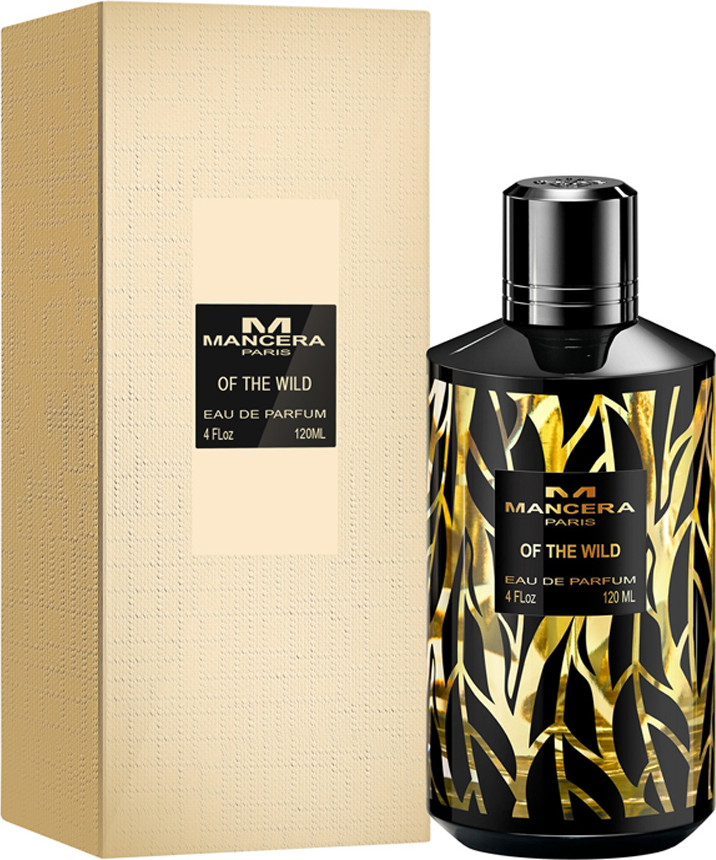 M
MANCERA
PARIS
OF THE WILD
EAU DE PARFUM
4 FLoz 120ML
M
MANCERA
PARIS
OF THE WILD
EAU DE PARFUM
4 FLoz 120 ML